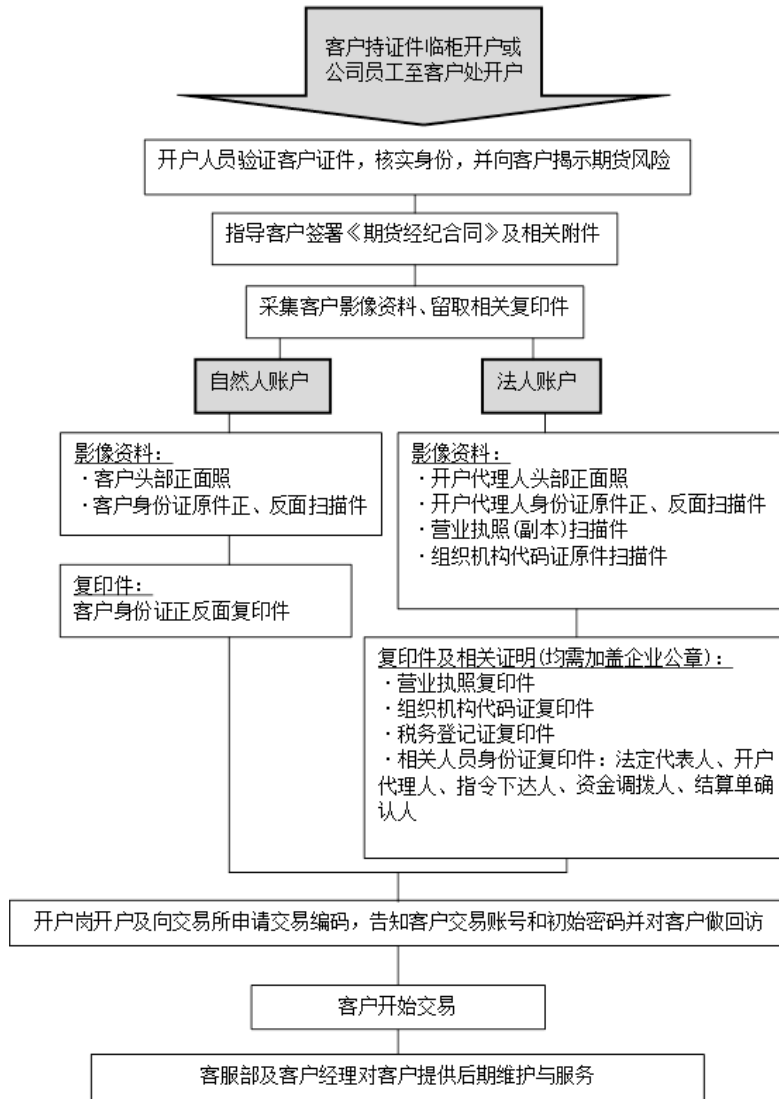 客户持证件临柜开户或
公司员工至客户处开户
开户人员验证客户证件，核实身份，并向客户揭示期货风险
指导客户签署《期货经纪合同》及相关附件
采集客户影像资料、留取相关复印件
自然人账户
法人账户
影像资料：
·客户头部正面照
·客户身份证原件正、反面扫描件
影像资料：
·开户代理人头部正面照
·开户代理人身份证原件正、反面扫描件
·营业执照(副本)扫描件
·组织机构代码证原件扫描件
复印件：
客户身份证正反面复印件
复印件及相关证明(均需加盖企业公章)：
·营业执照复印件
·组织机构代码证复印件
·税务登记证复印件
·相关人员身份证复印件：法定代表人、开户
代理人、指令下达人、资金调拨人、结算单确
认人
开户岗开户及向交易所申请交易编码，告知客户交易账号和初始密码并对客户做回访
客户开始交易
客服部及客户经理对客户提供后期维护与服务